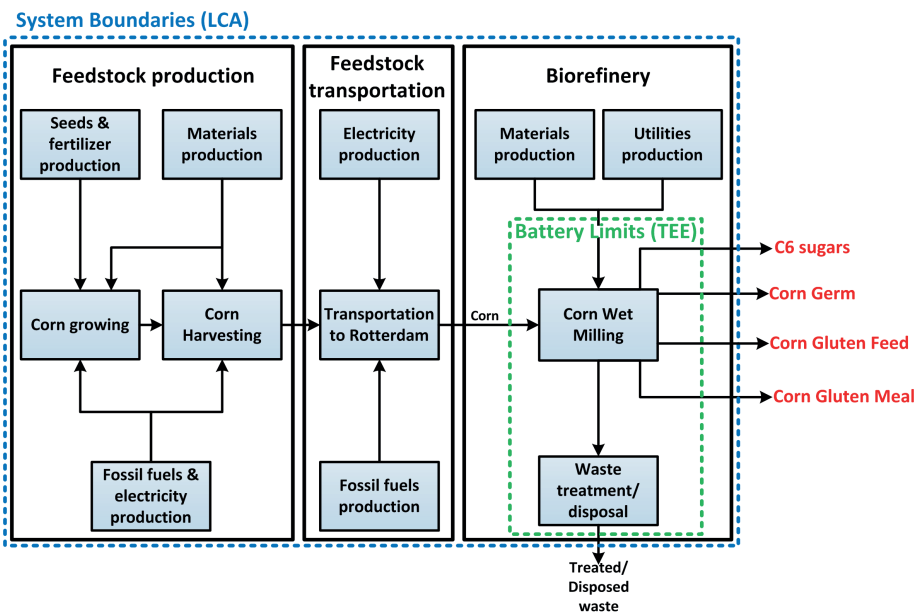 System Boundaries (LCA)
Feedstock production
Feedstock
transportation
Biorefinery
Seeds &
fertilizer
production
Materials
production
Electricity
production
Materials
production
Utilities
production
Battery Limits (TEE)
C6 sugars
Corn Germ
Corn growing
Corn
Harvesting
Transportation
to Rotterdam
Corn
Corn Wet
Milling
Corn Gluten Feed
Corn Gluten Meal
Fossil fuels &
electricity
production
Fossil fuels
production
Waste
treatment/
disposal
Treated/
Disposed
waste